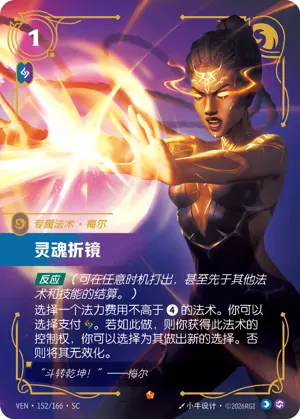 1
专属法术·梅尔
灵魂折镜
反应 （可在任意时机打出，甚至先于其他法
术和技能的结算。）
选择一个法力费用不高于 4 的法术。你可以
选择支付 。若如此做，则你获得此法术的
控制权，你可以选择为其做出新的选择。否
则将其无效化。
“斗转乾坤！”——梅尔
VEN · 152/166 · SC
小牛设计 · ©2026RGI